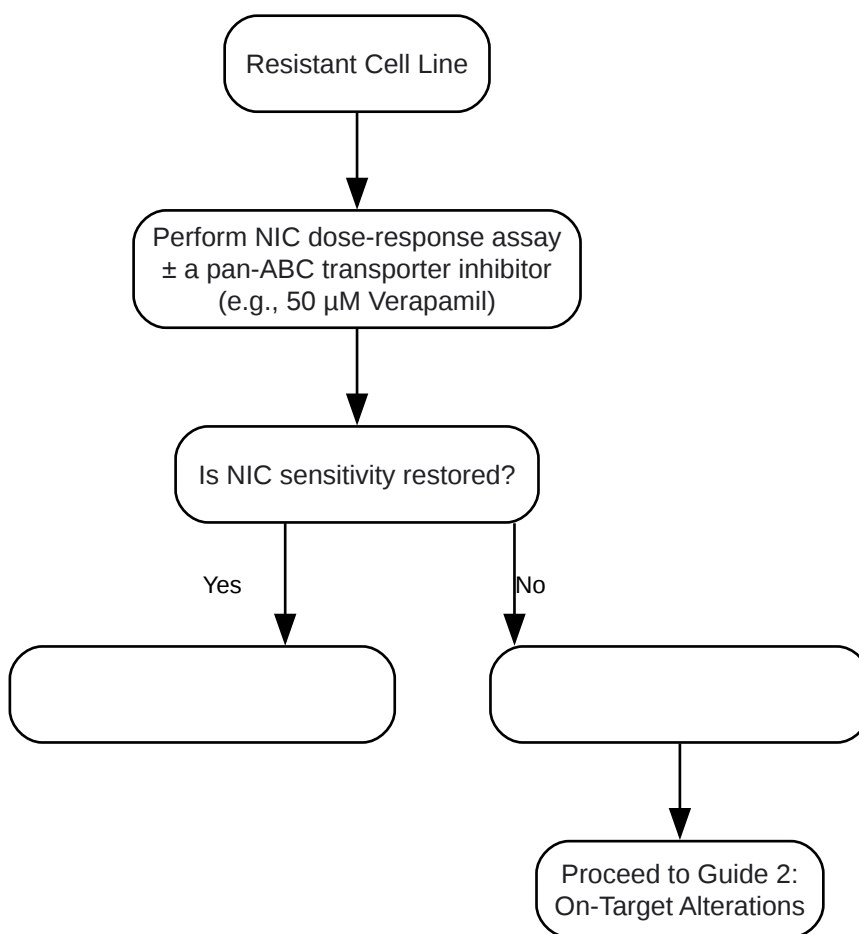 Resistant Cell Line
Perform NIC dose-response assay
± a pan-ABC transporter inhibitor
(e.g., 50 µM Verapamil)
Is NIC sensitivity restored?
Yes
No
Proceed to Guide 2:
On-Target Alterations